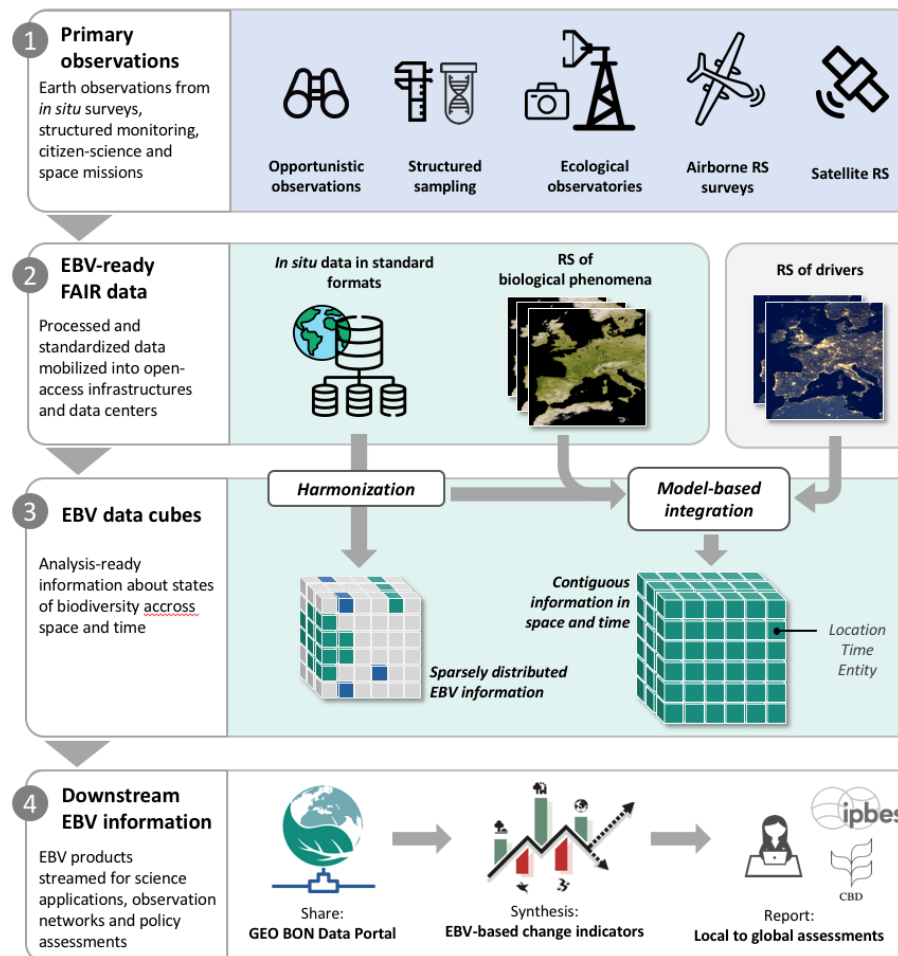 1
Primary
observations
Earth observations from
in situ surveys,
structured monitoring,
citizen-science and
space missions
Opportunistic
observations
Structured
sampling
Ecological
observatories
Airborne RS
surveys
Satellite RS
2
EBV-ready
FAIR data
Processed and
standardized data
mobilized into open-
access infrastructures
and data centers
In situ data in standard
formats
RS of
biological phenomena
RS of drivers
Harmonization
Model-based
integration
3
EBV data cubes
Analysis-ready
information about states
of biodiversity accross
space and time
Sparsely distributed
EBV information
Contiguous
information in
space and time
Location
Time
Entity
4
Downstream
EBV information
EBV products
streamed for science
applications, observation
networks and policy
assessments
Share:
GEO BON Data Portal
Synthesis:
EBV-based change indicators
ipbes
CBD
Report:
Local to global assessments